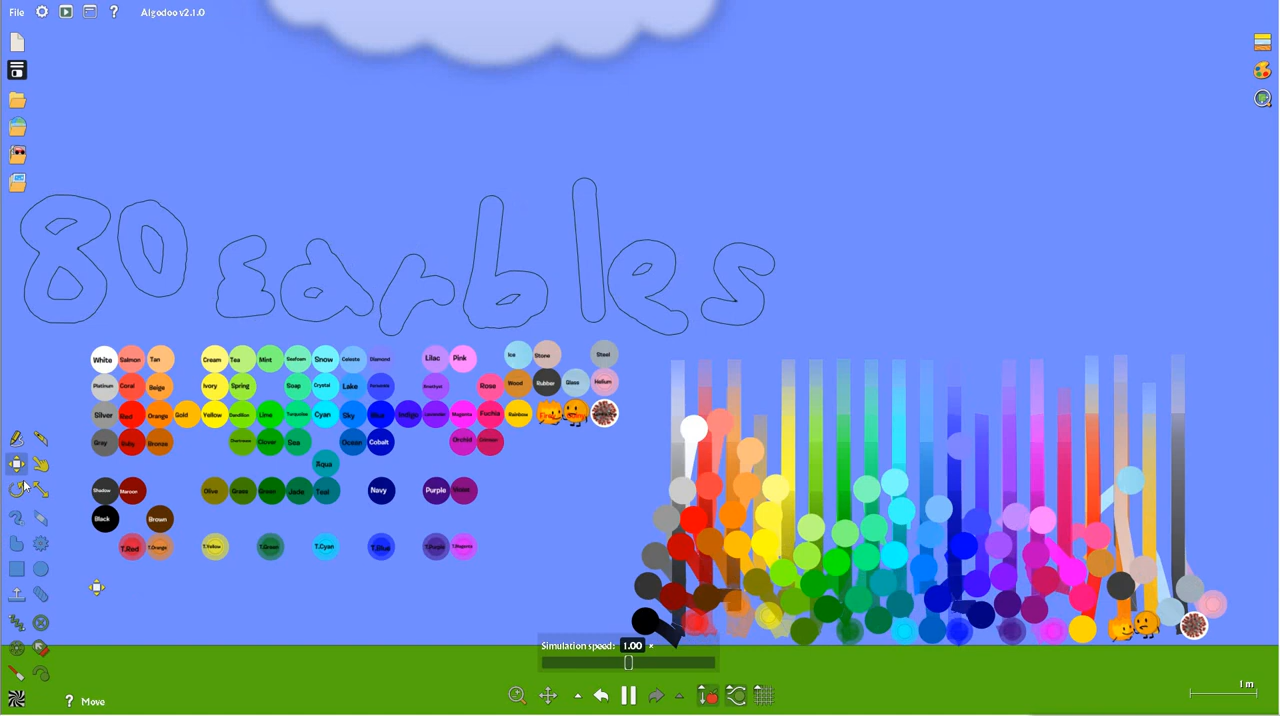 File ? Algodoo v2.1.0
80 marbles
White Salmon Tan Cream Tea Mint Seafoam Snow Celeste Diamond Lilac Pink Ice Stone Steel
Platinum Coral Beige Ivory Spring Soap Crystal Lake Amethyst Rose Wood Rubber Glass Helium
Silver Red Orange Gold Yellow Dandelion Lime Turquoise Cyan Sky Blue Indigo Lavender Magenta Fuchia Rainbow
Gray Ruby Bronze Chartreuse Clover Sea Ocean Cobalt Orchid Crimson
Aqua
Shadow Maroon Olive Grass Green Jade Teal Navy Purple Violet
Black Brown
T.Red T.Orange T.Yellow T.Green T.Cyan T.Blue T.Purple T.Magenta
Simulation speed: 1.00 x
1 m
? Move